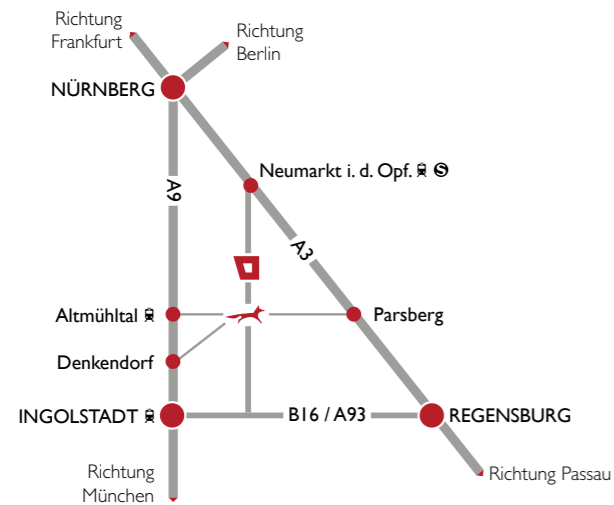 Richtung
Frankfurt
Richtung
Berlin
NÜRNBERG
Neumarkt i. d. Opf. S
A9
A3
Altmühltal
Parsberg
Denkendorf
INGOLSTADT
B16 / A93
REGENSBURG
Richtung
München
Richtung Passau